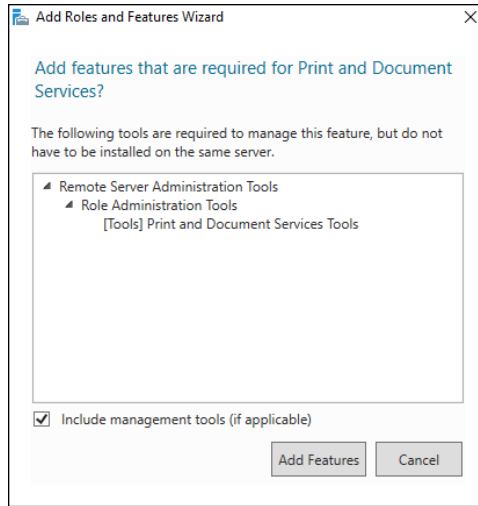 Add Roles and Features Wizard
Add features that are required for Print and Document
Services?
The following tools are required to manage this feature, but do not
have to be installed on the same server.
Remote Server Administration Tools
Role Administration Tools
[Tools] Print and Document Services Tools
Include management tools (if applicable)
Add Features
Cancel